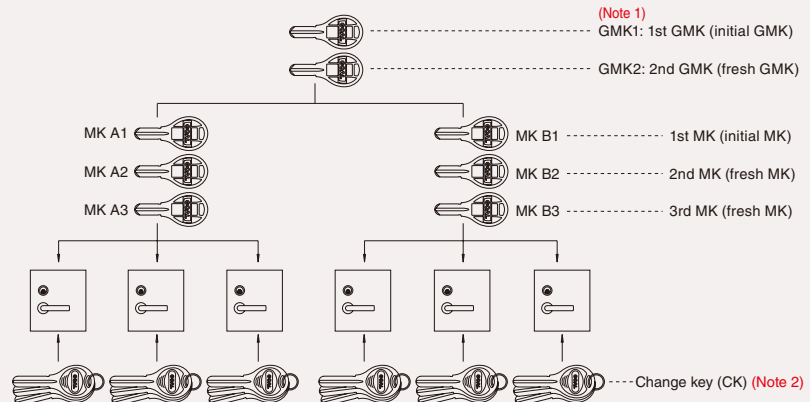 (Note 1)
GMK1: 1st GMK (initial GMK)
GMK2: 2nd GMK (fresh GMK)
MK A1
MK B1
1st MK (initial MK)
MK A2
MK B2
2nd MK (fresh MK)
MK A3
MK B3
3rd MK (fresh MK)
Change key (CK) (Note 2)